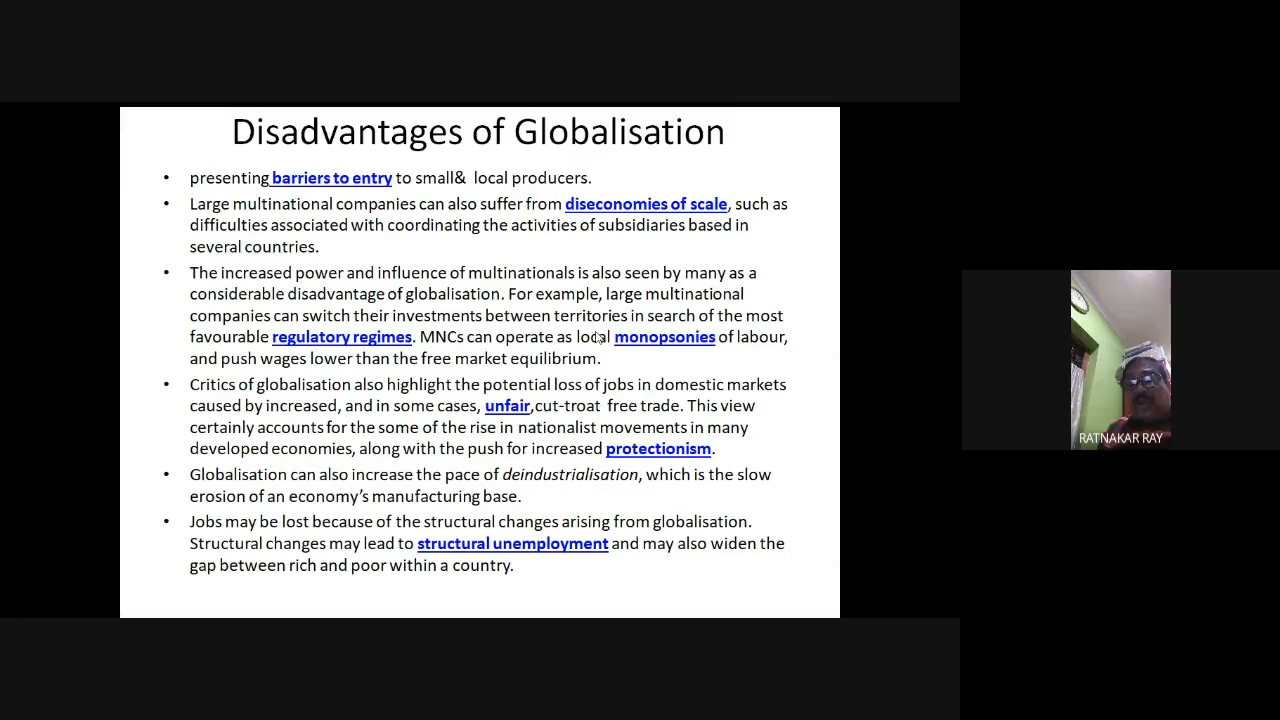 Disadvantages of Globalisation
• presenting barriers to entry to small& local producers.
• Large multinational companies can also suffer from diseconomies of scale, such as
difficulties associated with coordinating the activities of subsidiaries based in
several countries.
• The increased power and influence of multinationals is also seen by many as a
considerable disadvantage of globalisation. For example, large multinational
companies can switch their investments between territories in search of the most
favourable regulatory regimes. MNCs can operate as local monopsonies of labour,
and push wages lower than the free market equilibrium.
• Critics of globalisation also highlight the potential loss of jobs in domestic markets
caused by increased, and in some cases, unfair,cut-troat free trade. This view
certainly accounts for the some of the rise in nationalist movements in many
developed economies, along with the push for increased protectionism.
• Globalisation can also increase the pace of deindustrialisation, which is the slow
erosion of an economy’s manufacturing base.
• Jobs may be lost because of the structural changes arising from globalisation.
Structural changes may lead to structural unemployment and may also widen the
gap between rich and poor within a country.
RATNAKAR RAY